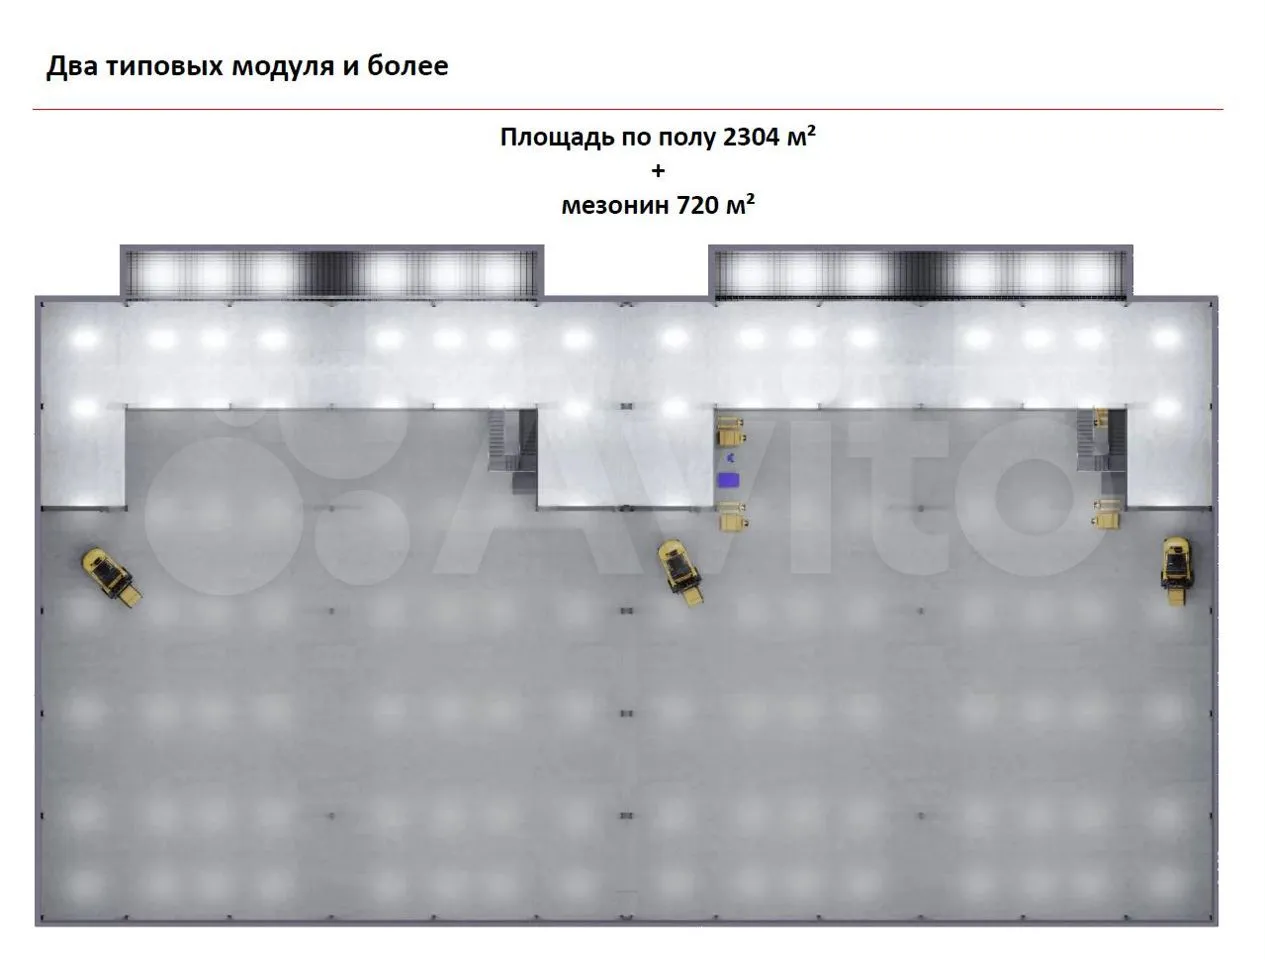 Два типовых модуля и более
Площадь по полу 2304 м²
+
мезонин 720 м²
Avito